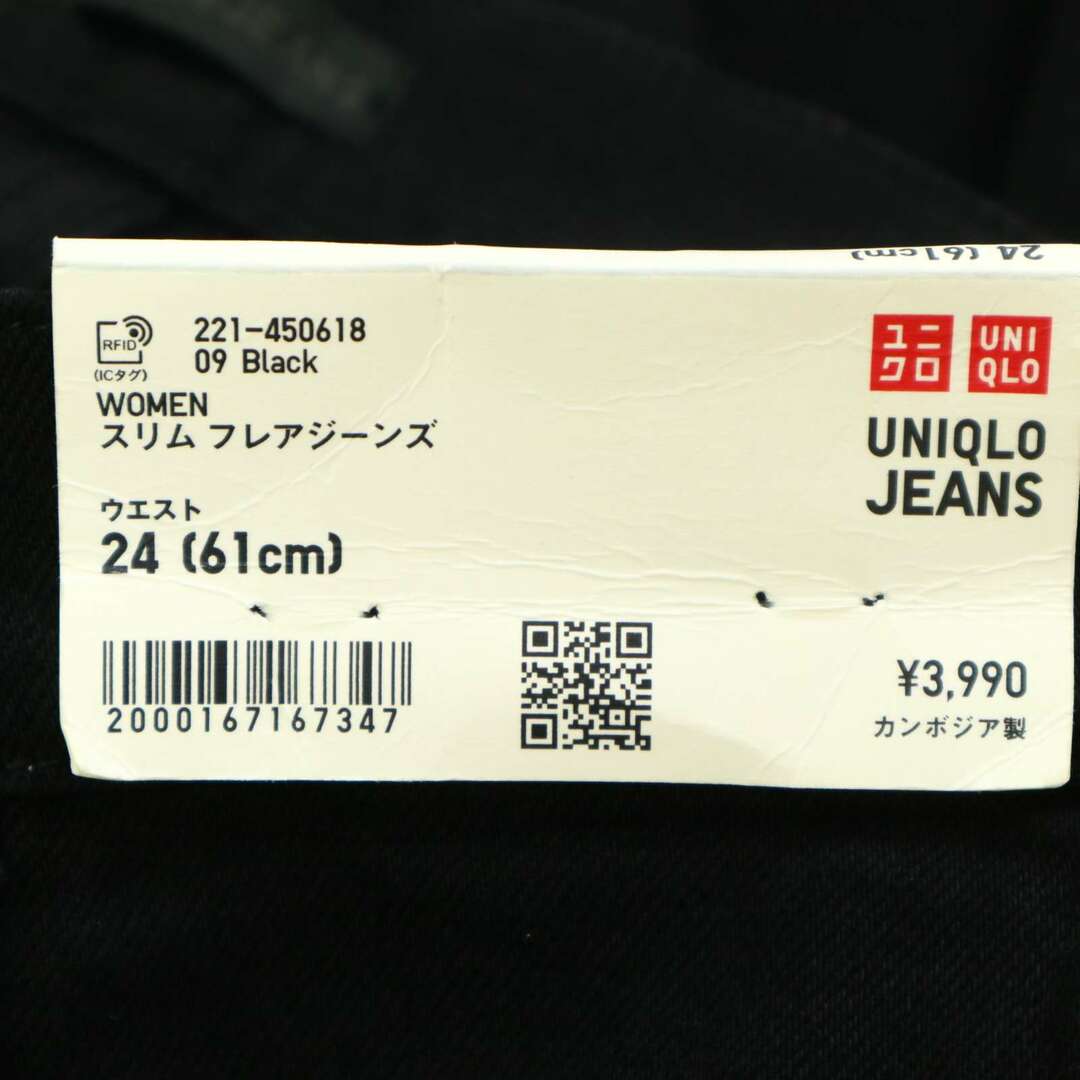 24 (61cm)
RFID
(ICタグ)
221-450618
09 Black
WOMEN
スリム フレアジーンズ
ウエスト
24 (61cm)
2000167167347
ユニ
クロ
UNI
QLO
UNIQLO
JEANS
¥3,990
カンボジア製